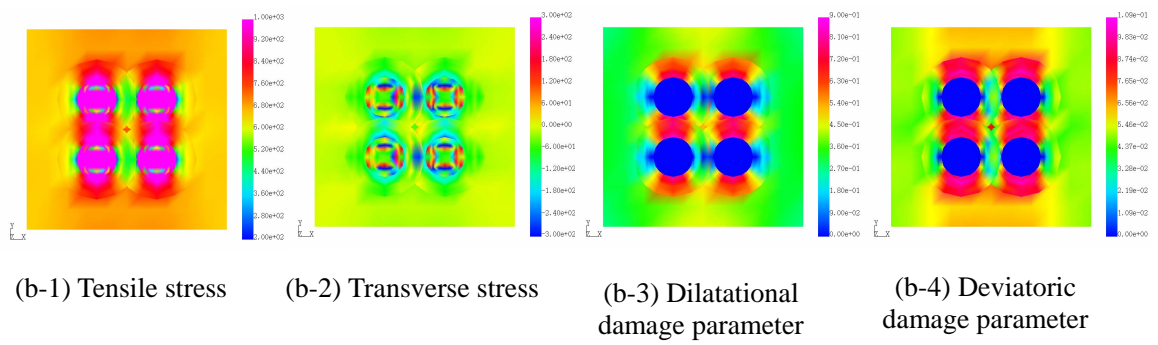 1.00e+03
9.20e+02
8.40e+02
7.60e+02
6.80e+02
6.00e+02
5.20e+02
4.40e+02
3.60e+02
2.80e+02
2.00e+02
Y
Z X
3.00e+02
2.40e+02
1.80e+02
1.20e+02
6.00e+01
0.00e+00
-6.00e+01
-1.20e+02
-1.80e+02
-2.40e+02
-3.00e+02
Y
Z X
9.00e-01
8.10e-01
7.20e-01
6.30e-01
5.40e-01
4.50e-01
3.60e-01
2.70e-01
1.80e-01
9.00e-02
0.00e+00
Y
Z X
1.09e-01
9.83e-02
8.74e-02
7.65e-02
6.56e-02
5.46e-02
4.37e-02
3.28e-02
2.19e-02
1.09e-02
0.00e+00
Y
Z X
(b-1) Tensile stress
(b-2) Transverse stress
(b-3) Dilatational
damage parameter
(b-4) Deviatoric
damage parameter